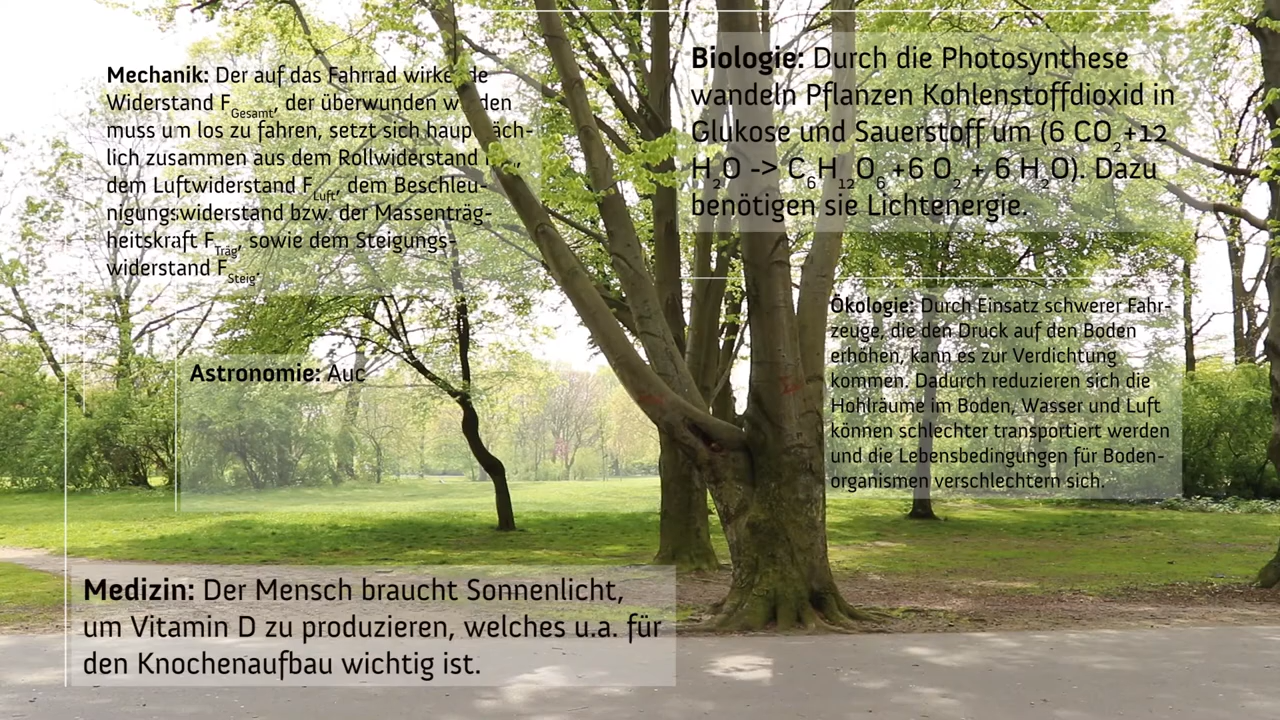 Mechanik: Der auf das Fahrrad wirkende
Widerstand F_Gesamt, der überwunden werden
muss um los zu fahren, setzt sich hauptsäch-
lich zusammen aus dem Rollwiderstand
dem Luftwiderstand F_Luft, dem Beschleu-
nigungswiderstand bzw. der Massenträg-
heitskraft F_Träg, sowie dem Steigungs-
widerstand F_Steig.
Biologie: Durch die Photosynthese
wandeln Pflanzen Kohlenstoffdioxid in
Glukose und Sauerstoff um (6 CO₂+12
H₂O -> C₆H₁₂O₆+6 O₂ + 6 H₂O). Dazu
benötigen sie Lichtenergie.
Ökologie: Durch Einsatz schwerer Fahr-
zeuge, die den Druck auf den Boden
erhöhen, kann es zur Verdichtung
kommen. Dadurch reduzieren sich die
Hohlräume im Boden, Wasser und Luft
können schlechter transportiert werden
und die Lebensbedingungen für Boden-
organismen verschlechtern sich.
Astronomie: Auc
Medizin: Der Mensch braucht Sonnenlicht,
um Vitamin D zu produzieren, welches u.a. für
den Knochenaufbau wichtig ist.